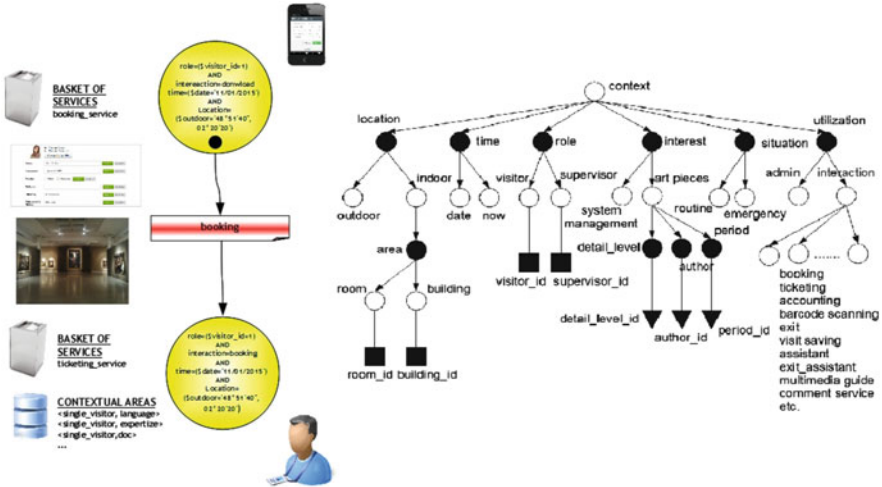 BASKET OF
SERVICES
booking_service
role=($visitor_id=1)
AND
interaction=donwload
time=($date='11/01/2015')
AND
Location=
($outdoor='48°51'40",
02°20'20")
booking
BASKET OF
SERVICES
ticketing_service
role=($visitor_id=1)
AND
interaction=booking
AND
time=($date='11/01/2015')
AND
Location=
($outdoor='48°51'40",
02°20'20")
CONTEXTUAL AREAS
<single_visitor, language>
<single_visitor, expertize>
<single_visitor,doc>
...
context
location
time
role
interest
situation
utilization
indoor
visitor
supervisor
art pieces
admin
interaction
outdoor
date
now
system
management
routine
emergency
area
detail_level
author
period
room
building
visitor_id
supervisor_id
detail_level_id
author_id
period_id
room_id
building_id
........
booking
ticketing
accounting
barcode scanning
exit
visit saving
assistant
exit_assistant
multimedia guide
comment service
etc.